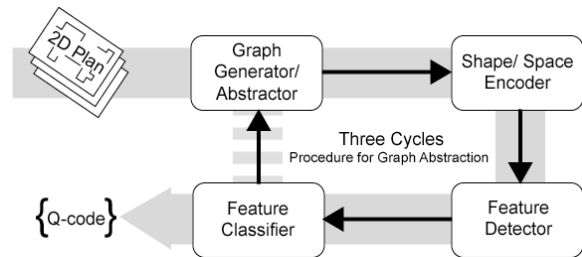 2D Plan
Graph
Generator/
Abstractor
Shape/ Space
Encoder
Three Cycles
Procedure for Graph Abstraction
{Q-code}
Feature
Classifier
Feature
Detector